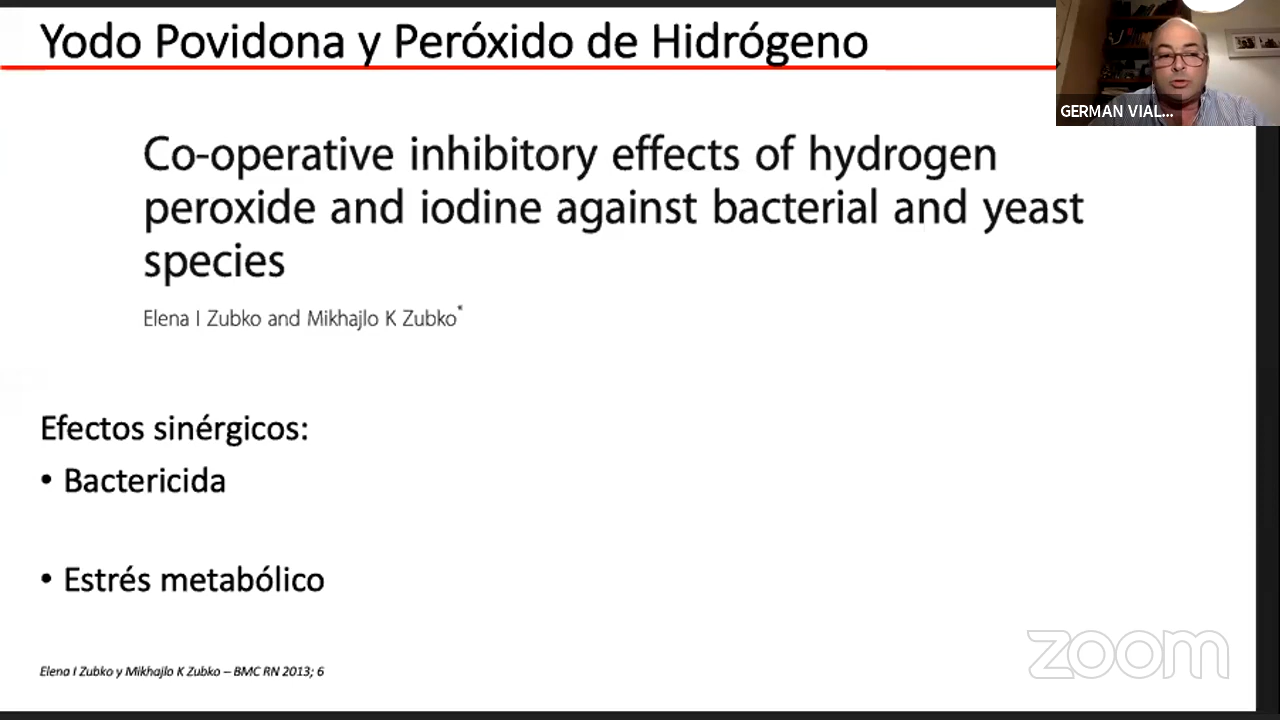 Yodo Povidona y Peróxido de Hidrógeno
GERMAN VIAL...
Co-operative inhibitory effects of hydrogen
peroxide and iodine against bacterial and yeast
species
Elena I Zubko and Mikhajlo K Zubko*
Efectos sinérgicos:
• Bactericida
• Estrés metabólico
Elena I Zubko y Mikhajlo K Zubko – BMC RN 2013; 6
zoom